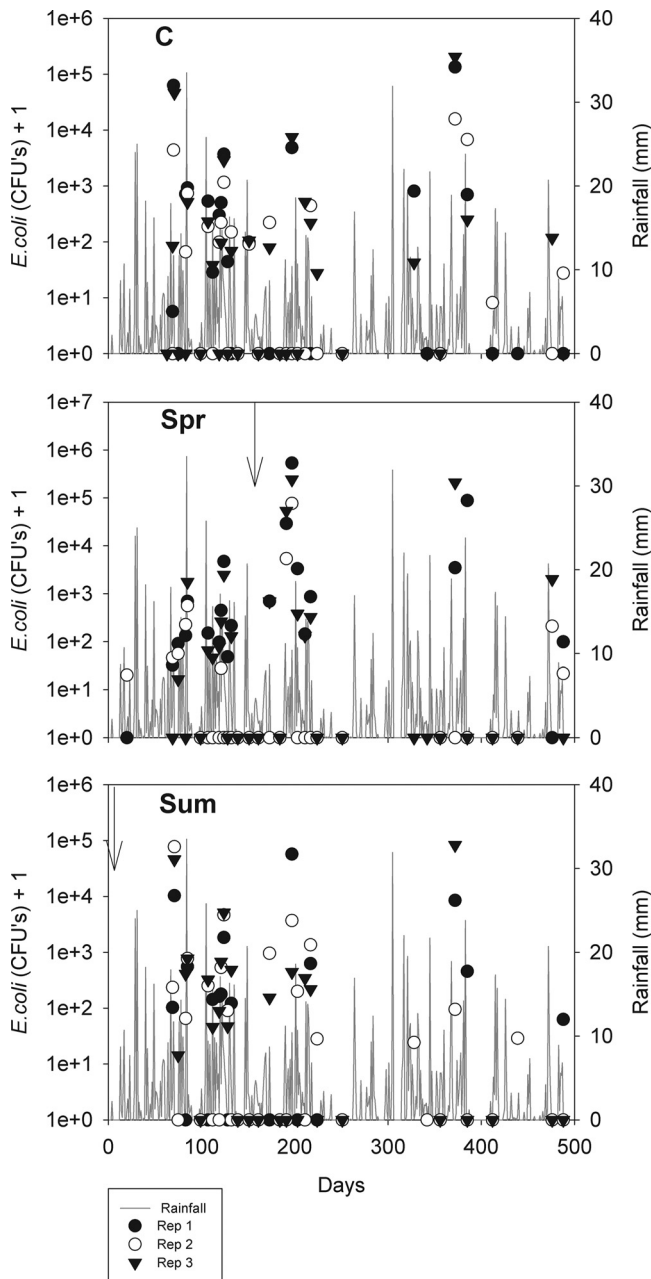 C
1e+6
1e+5
1e+4
1e+3
1e+2
1e+1
1e+0
E.coli (CFU's) + 1
40
30
20
10
0
Rainfall (mm)
Spr
1e+7
1e+6
1e+5
1e+4
1e+3
1e+2
1e+1
1e+0
E.coli (CFU's) + 1
40
30
20
10
0
Rainfall (mm)
Sum
1e+6
1e+5
1e+4
1e+3
1e+2
1e+1
1e+0
E.coli (CFU's) + 1
40
30
20
10
0
Rainfall (mm)
0 100 200 300 400 500
Days
Rainfall
Rep 1
Rep 2
Rep 3